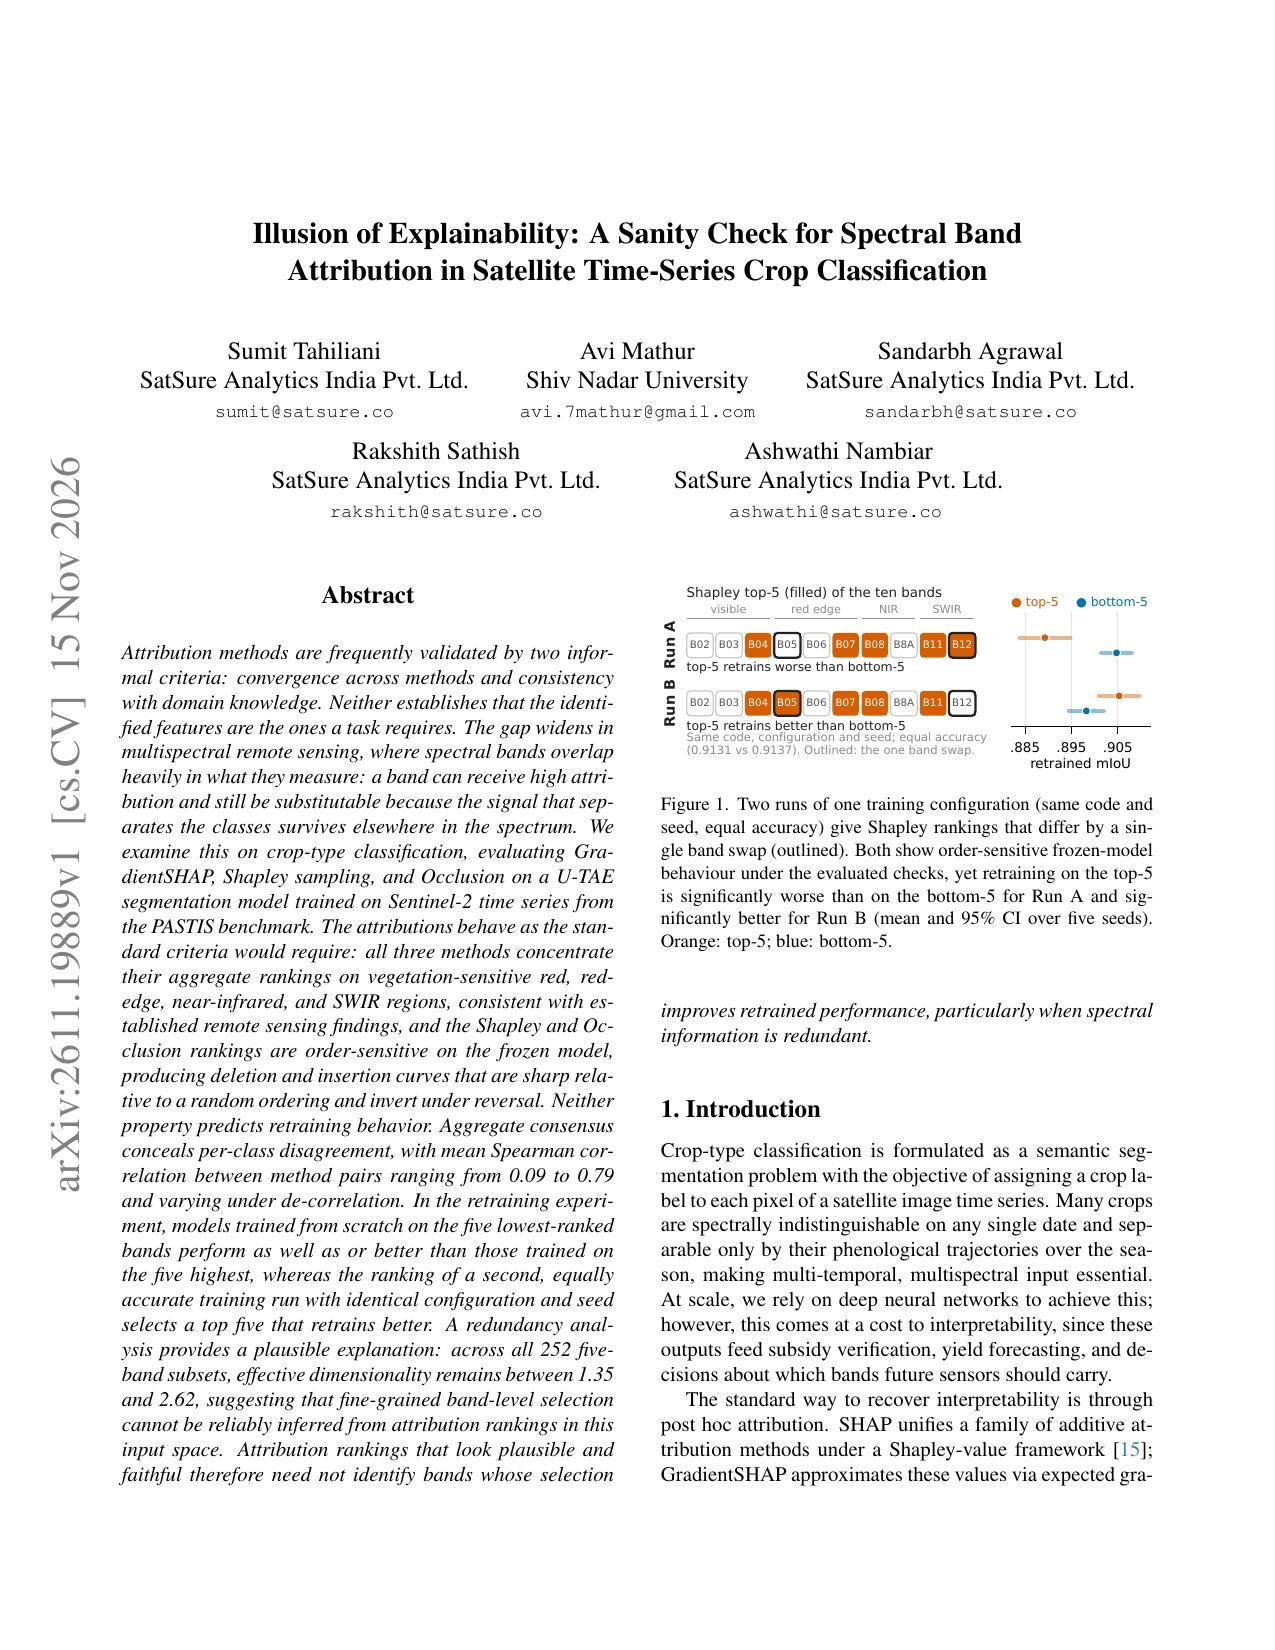 Illusion of Explainability: A Sanity Check for Spectral Band
Attribution in Satellite Time-Series Crop Classification
Sumit Tahiliani
SatSure Analytics India Pvt. Ltd.
sumit@satsure.co
Avi Mathur
Shiv Nadar University
avi.7mathur@gmail.com
Sandarbh Agrawal
SatSure Analytics India Pvt. Ltd.
sandarbh@satsure.co
Rakshith Sathish
SatSure Analytics India Pvt. Ltd.
rakshith@satsure.co
Ashwathi Nambiar
SatSure Analytics India Pvt. Ltd.
ashwathi@satsure.co
arXiv:2611.19889v1 [cs.CV] 15 Nov 2026
Abstract
Attribution methods are frequently validated by two infor-
mal criteria: convergence across methods and consistency
with domain knowledge. Neither establishes that the identi-
fied features are the ones a task requires. The gap widens in
multispectral remote sensing, where spectral bands overlap
heavily in what they measure: a band can receive high attri-
bution and still be substitutable because the signal that sep-
arates the classes survives elsewhere in the spectrum. We
examine this on crop-type classification, evaluating Gra-
dientSHAP, Shapley sampling, and Occlusion on a U-TAE
segmentation model trained on Sentinel-2 time series from
the PASTIS benchmark. The attributions behave as the stan-
dard criteria would require: all three methods concentrate
their aggregate rankings on vegetation-sensitive red, red-
edge, near-infrared, and SWIR regions, consistent with es-
tablished remote sensing findings, and the Shapley and Oc-
clusion rankings are order-sensitive on the frozen model,
producing deletion and insertion curves that are sharp rela-
tive to a random ordering and invert under reversal. Neither
property predicts retraining behavior. Aggregate consensus
conceals per-class disagreement, with mean Spearman cor-
relation between method pairs ranging from 0.09 to 0.79
and varying under de-correlation. In the retraining experi-
ment, models trained from scratch on the five lowest-ranked
bands perform as well as or better than those trained on
the five highest, whereas the ranking of a second, equally
accurate training run with identical configuration and seed
selects a top five that retrains better. A redundancy anal-
ysis provides a plausible explanation: across all 252 five-
band subsets, effective dimensionality remains between 1.35
and 2.62, suggesting that fine-grained band-level selection
cannot be reliably inferred from attribution rankings in this
input space. Attribution rankings that look plausible and
faithful therefore need not identify bands whose selection
Shapley top-5 (filled) of the ten bands
visible red edge NIR SWIR
Run A
B02 B03 B04 B05 B06 B07 B08 B8A B11 B12
top-5 retrains worse than bottom-5
Run B
B02 B03 B04 B05 B06 B07 B08 B8A B11 B12
top-5 retrains better than bottom-5
Same code, configuration and seed; equal accuracy
(0.9131 vs 0.9137). Outlined: the one band swap.
top-5 bottom-5
.885 .895 .905
retrained mIoU
Figure 1. Two runs of one training configuration (same code and
seed, equal accuracy) give Shapley rankings that differ by a sin-
gle band swap (outlined). Both show order-sensitive frozen-model
behaviour under the evaluated checks, yet retraining on the top-5
is significantly worse than on the bottom-5 for Run A and sig-
nificantly better for Run B (mean and 95% CI over five seeds).
Orange: top-5; blue: bottom-5.
improves retrained performance, particularly when spectral
information is redundant.
1. Introduction
Crop-type classification is formulated as a semantic seg-
mentation problem with the objective of assigning a crop la-
bel to each pixel of a satellite image time series. Many crops
are spectrally indistinguishable on any single date and sep-
arable only by their phenological trajectories over the sea-
son, making multi-temporal, multispectral input essential.
At scale, we rely on deep neural networks to achieve this;
however, this comes at a cost to interpretability, since these
outputs feed subsidy verification, yield forecasting, and de-
cisions about which bands future sensors should carry.
The standard way to recover interpretability is through
post hoc attribution. SHAP unifies a family of additive at-
tribution methods under a Shapley-value framework [15];
GradientSHAP approximates these values via expected gra-